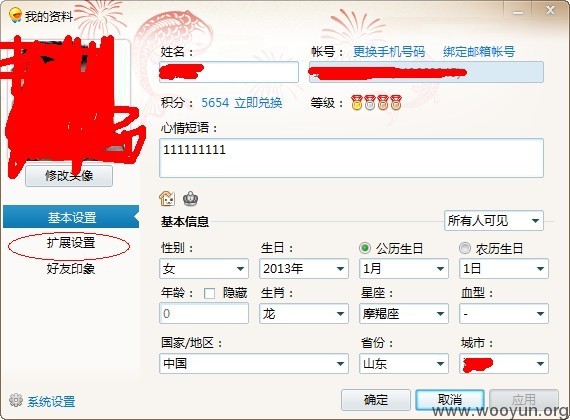 我的资料
姓名：
帐号： 更换手机号码 绑定邮箱帐号
积分： 5654 立即兑换 等级：
心情短语：
111111111
修改头像
基本设置
扩展设置
好友印象
基本信息 所有人可见
性别： 生日： 公历生日 农历生日
女 2013年 1月 1日
年龄： 隐藏 生肖： 星座： 血型：
0 龙 摩羯座 -
国家/地区： 省份： 城市：
中国 山东
系统设置 确定 取消 应用
www.wooyun.org